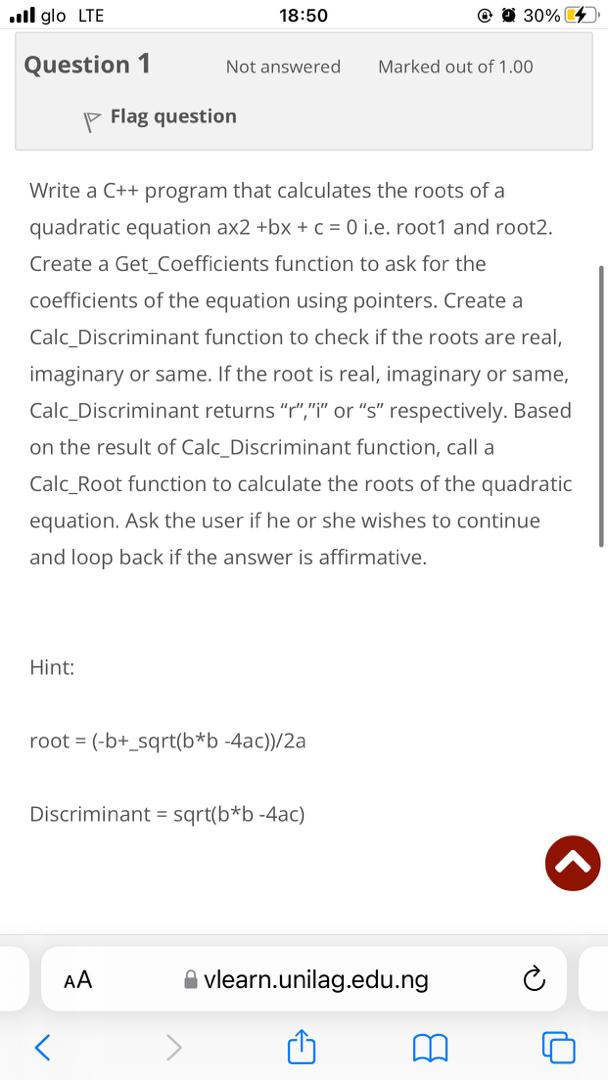 glo LTE 18:50 30%
Question 1 Not answered Marked out of 1.00
Flag question
Write a C++ program that calculates the roots of a
quadratic equation ax2 +bx + c = 0 i.e. root1 and root2.
Create a Get_Coefficients function to ask for the
coefficients of the equation using pointers. Create a
Calc_Discriminant function to check if the roots are real,
imaginary or same. If the root is real, imaginary or same,
Calc_Discriminant returns “r”,”i” or “s” respectively. Based
on the result of Calc_Discriminant function, call a
Calc_Root function to calculate the roots of the quadratic
equation. Ask the user if he or she wishes to continue
and loop back if the answer is affirmative.
Hint:
root = (-b+_sqrt(b*b -4ac))/2a
Discriminant = sqrt(b*b -4ac)
AA vlearn.unilag.edu.ng